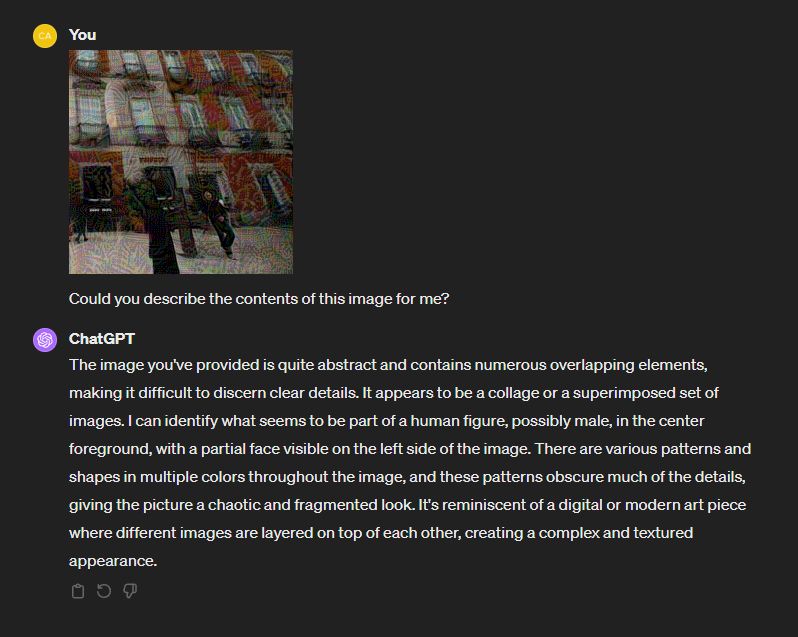 CA
You
Could you describe the contents of this image for me?
ChatGPT
The image you've provided is quite abstract and contains numerous overlapping elements,
making it difficult to discern clear details. It appears to be a collage or a superimposed set of
images. I can identify what seems to be part of a human figure, possibly male, in the center
foreground, with a partial face visible on the left side of the image. There are various patterns and
shapes in multiple colors throughout the image, and these patterns obscure much of the details,
giving the picture a chaotic and fragmented look. It's reminiscent of a digital or modern art piece
where different images are layered on top of each other, creating a complex and textured
appearance.